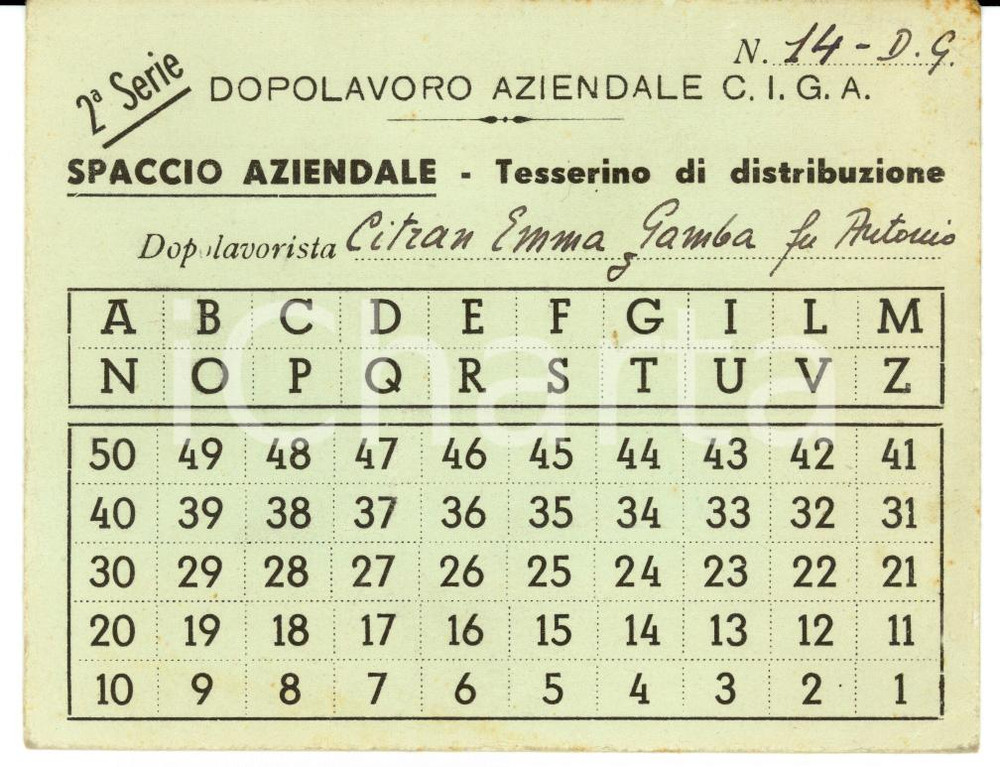 N. 14 - D. G.
2ª Serie
DOPOLAVORO AZIENDALE C. I. G. A.
SPACCIO AZIENDALE - Tesserino di distribuzione
Dopolavorista Citran Emma Gamba fu Antonio
A B C D E F G I L M
N O P Q R S T U V Z
iCharta
50 49 48 47 46 45 44 43 42 41
40 39 38 37 36 35 34 33 32 31
30 29 28 27 26 25 24 23 22 21
20 19 18 17 16 15 14 13 12 11
10 9 8 7 6 5 4 3 2 1